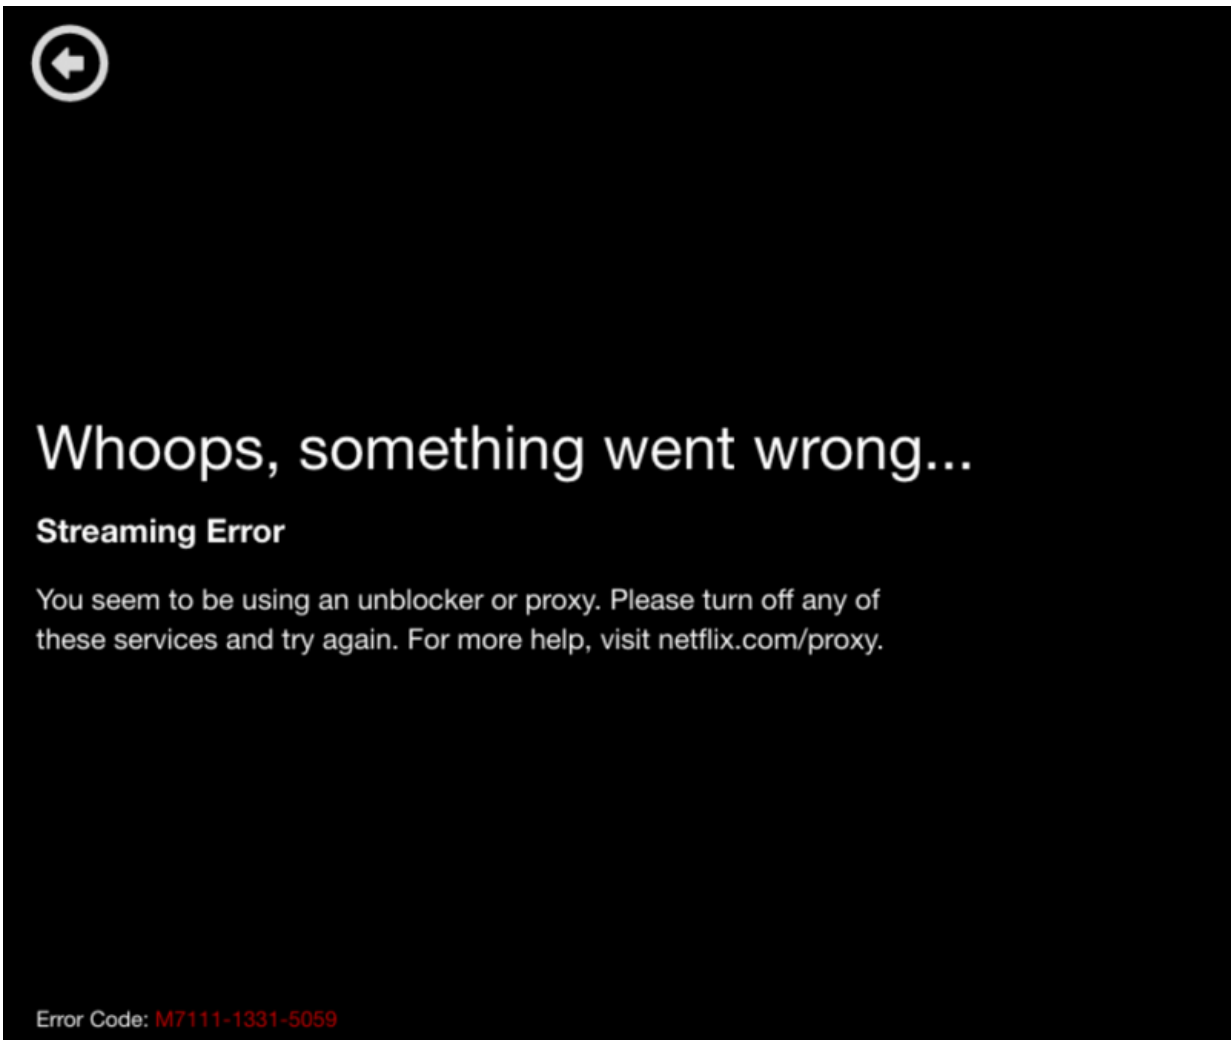 Whoops, something went wrong...
Streaming Error
You seem to be using an unblocker or proxy. Please turn off any of
these services and try again. For more help, visit netflix.com/proxy.
Error Code: M7111-1331-5059